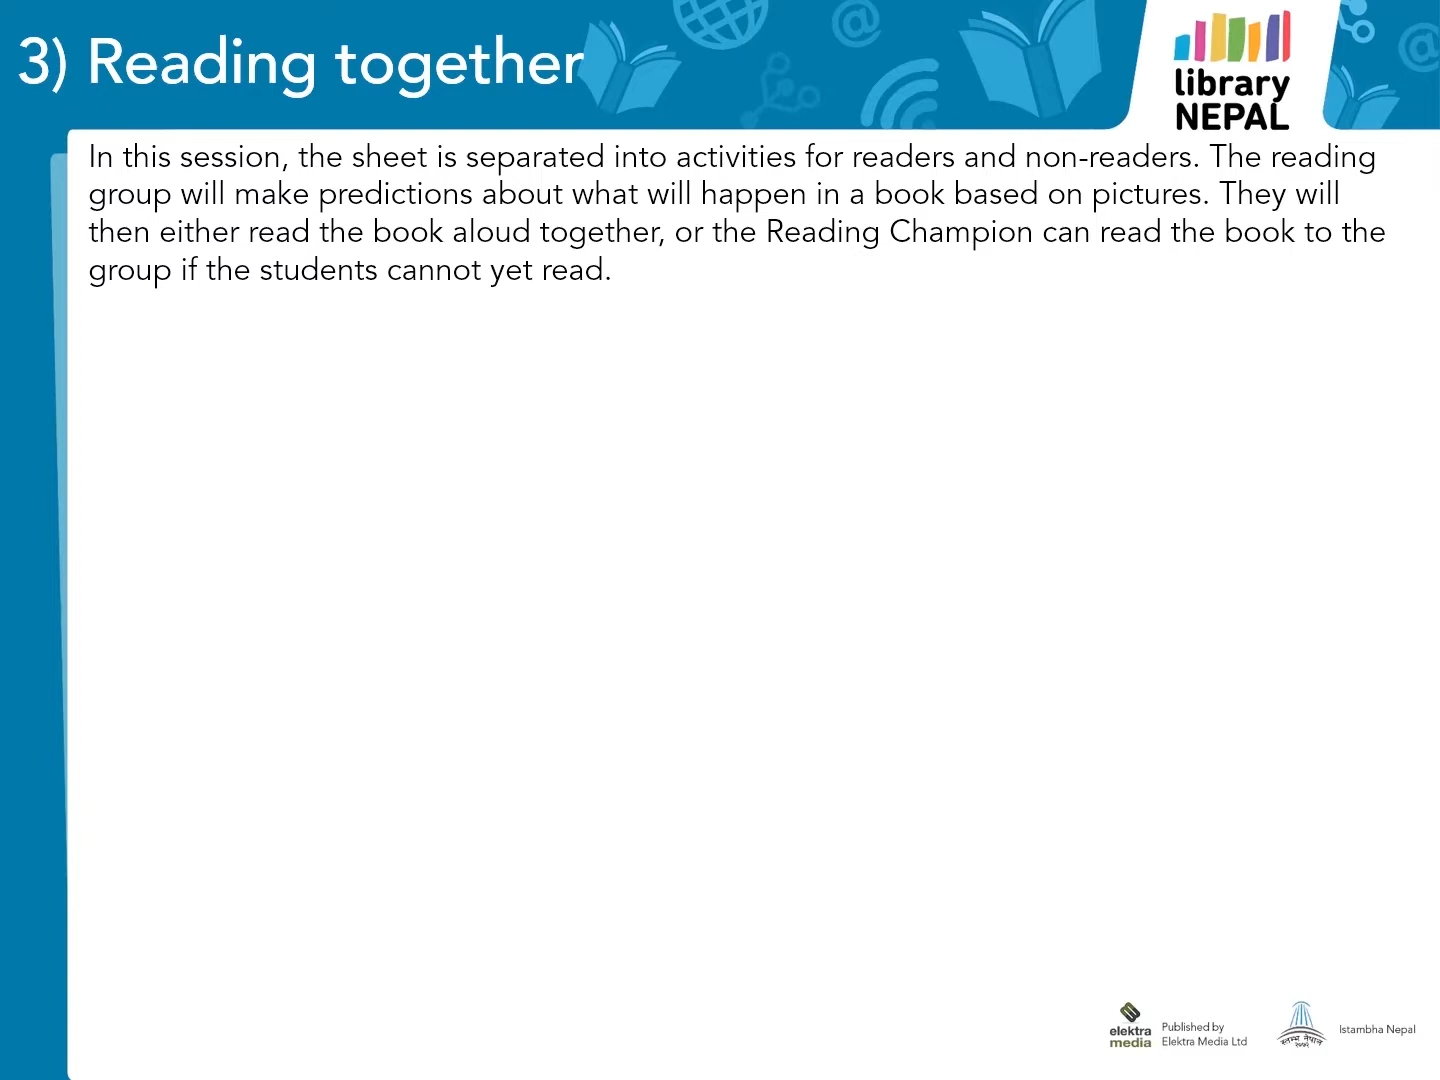 3) Reading together
library
NEPAL
In this session, the sheet is separated into activities for readers and non-readers. The reading
group will make predictions about what will happen in a book based on pictures. They will
then either read the book aloud together, or the Reading Champion can read the book to the
group if the students cannot yet read.
elektra
media
Published by
Elektra Media Ltd
स्तम्भ नेपाल
२०७२
Istambha Nepal